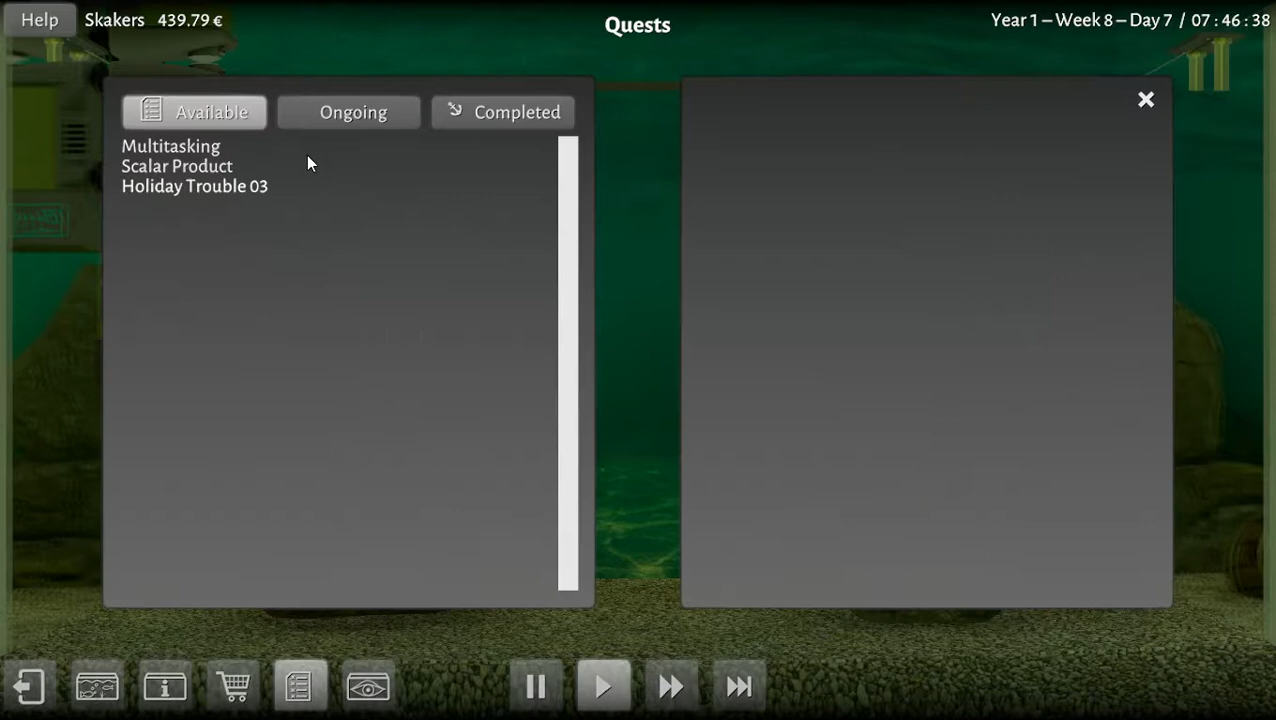 Help Skakers 439.79 € Quests Year 1 – Week 8 – Day 7 / 07 : 46 : 38
Available Ongoing Completed
Multitasking
Scalar Product
Holiday Trouble 03